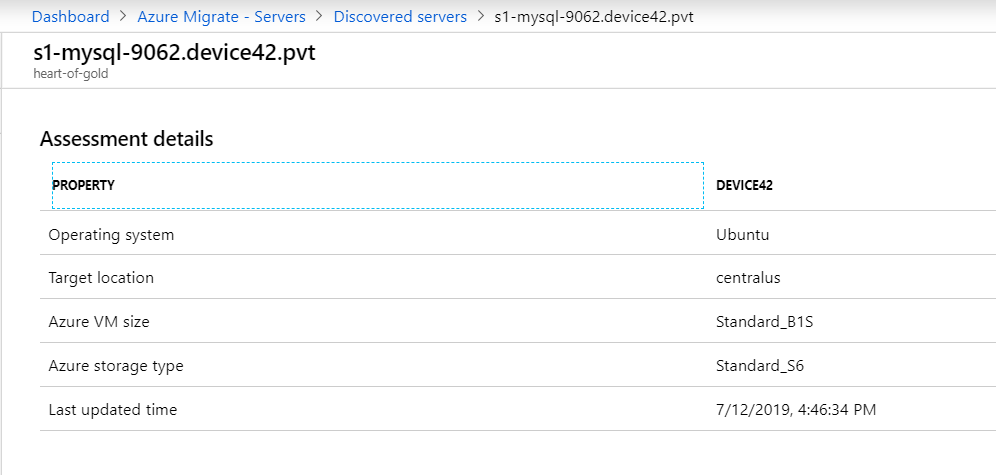 Dashboard > Azure Migrate - Servers > Discovered servers > s1-mysql-9062.device42.pvt
s1-mysql-9062.device42.pvt
heart-of-gold
Assessment details
PROPERTY DEVICE42
Operating system Ubuntu
Target location centralus
Azure VM size Standard_B1S
Azure storage type Standard_S6
Last updated time 7/12/2019, 4:46:34 PM